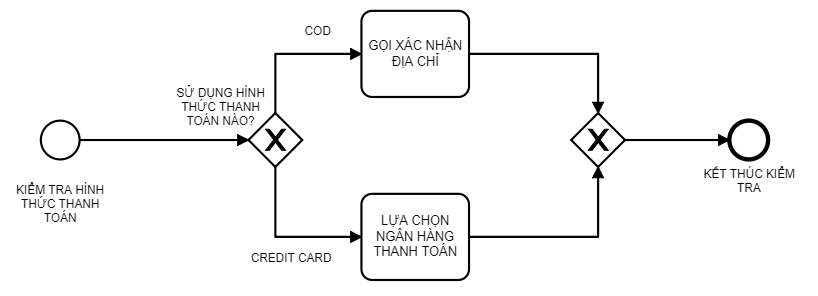 KIỂM TRA HÌNH
THỨC THANH
TOÁN
SỬ DỤNG HÌNH
THỨC THANH
TOÁN NÀO?
X
COD
GỌI XÁC NHẬN
ĐỊA CHỈ
CREDIT CARD
LỰA CHỌN
NGÂN HÀNG
THANH TOÁN
X
KẾT THÚC KIỂM
TRA